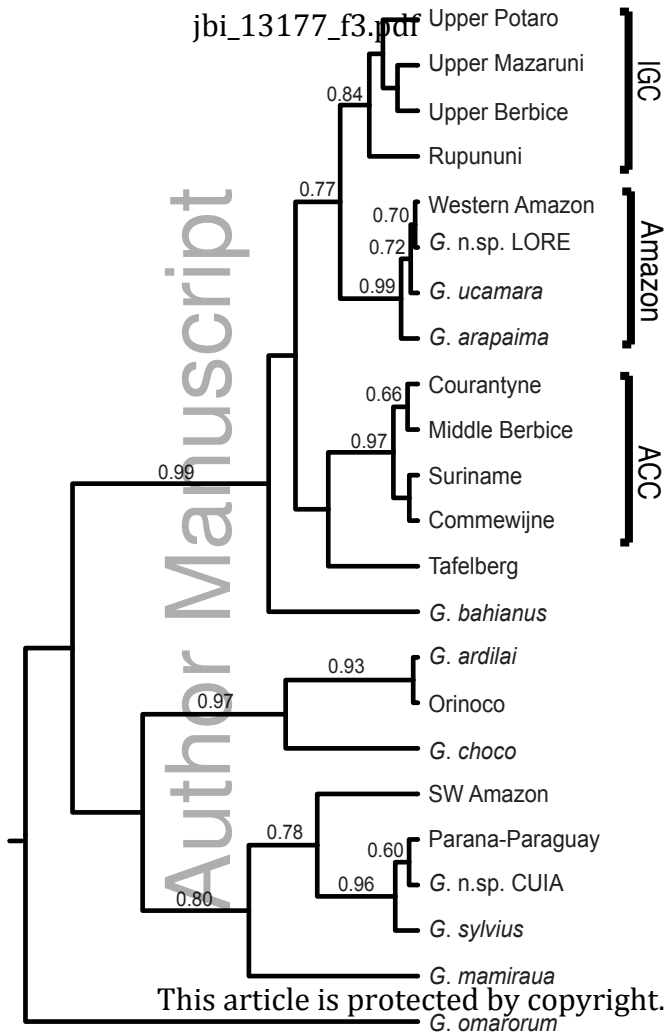 jbi_13177_f3.pdf
Upper Potaro
Upper Mazaruni
0.84
Upper Berbice
Rupununi
IGC
0.77
Western Amazon
0.70
G. n.sp. LORE
0.72
G. ucamara
0.99
G. arapaima
Amazon
Courantyne
0.66
Middle Berbice
0.97
Suriname
Commewijne
ACC
0.99
Tafelberg
G. bahianus
G. ardilai
0.93
Orinoco
0.97
G. choco
SW Amazon
0.78
Parana-Paraguay
0.60
G. n.sp. CUIA
0.96
G. sylvius
0.80
G. mamiraua
Author Manuscript
This article is protected by copyright.
G. omarorum